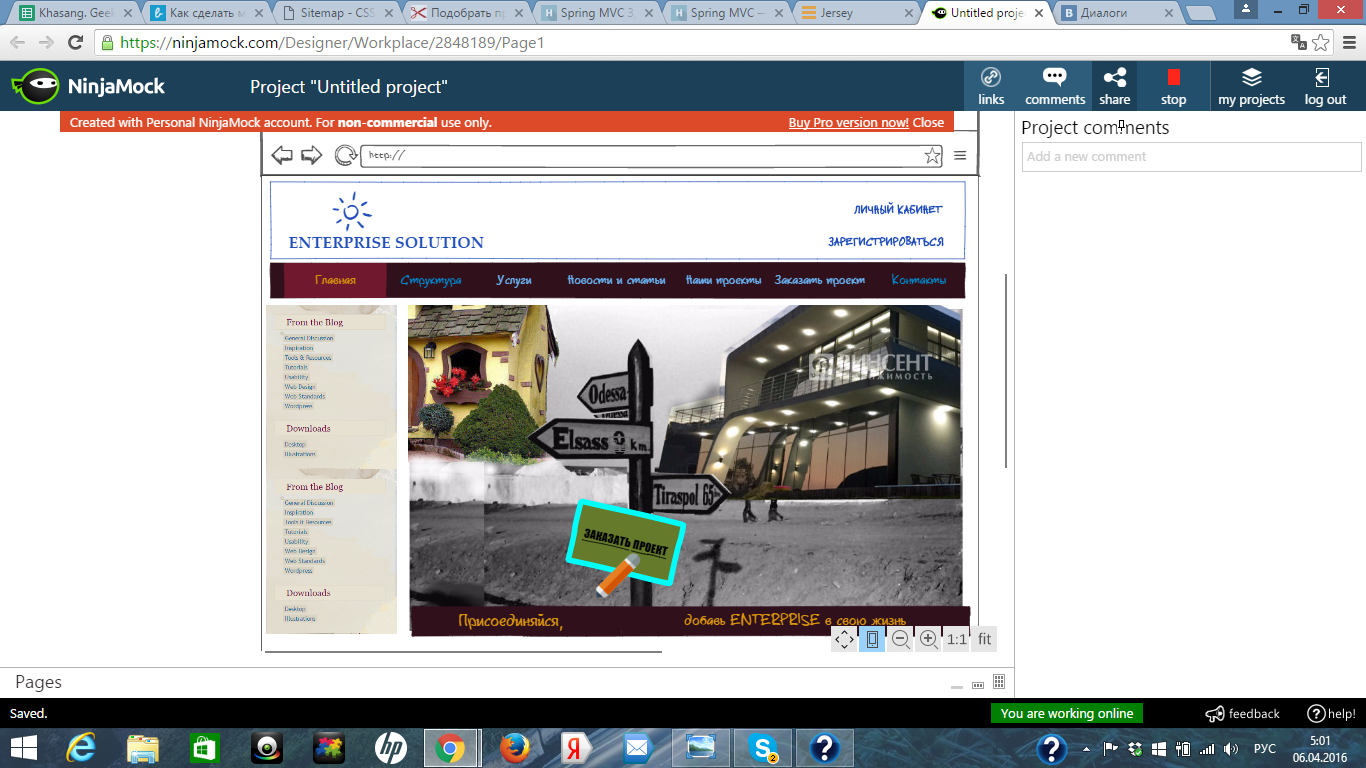 Khasang. Geek
Как сделать м
Sitemap - CSS
Подобрать пр
Spring MVC 3
Spring MVC —
Jersey
Untitled proje
Диалоги
https://ninjamock.com/Designer/Workplace/2848189/Page1
NinjaMock
Project "Untitled project"
links
comments
share
stop
my projects
log out
Created with Personal NinjaMock account. For non-commercial use only.
Buy Pro version now! Close
Project comments
Add a new comment
http://
ENTERPRISE SOLUTION
ЛИЧНЫЙ КАБИНЕТ
ЗАРЕГИСТРИРОВАТЬСЯ
Главная
Структура
Услуги
Новости и статьи
Наши проекты
Заказать проект
Контакты
From the Blog
General Discussion
Inspiration
Tools & Resources
Tutorials
Usability
Web Design
Web Standards
Wordpress
Downloads
Desktop
Illustrations
From the Blog
General Discussion
Inspiration
Tools & Resources
Tutorials
Usability
Web Design
Web Standards
Wordpress
Downloads
Desktop
Illustrations
Odessa
Elsass 0 km
Tiraspol 65
ЗАКАЗАТЬ ПРОЕКТ
Присоединяйся,
добавь ENTERPRISE в свою жизнь
1:1
fit
Pages
Saved.
You are working online
feedback
help!
hp
2
РУС
5:01
06.04.2016